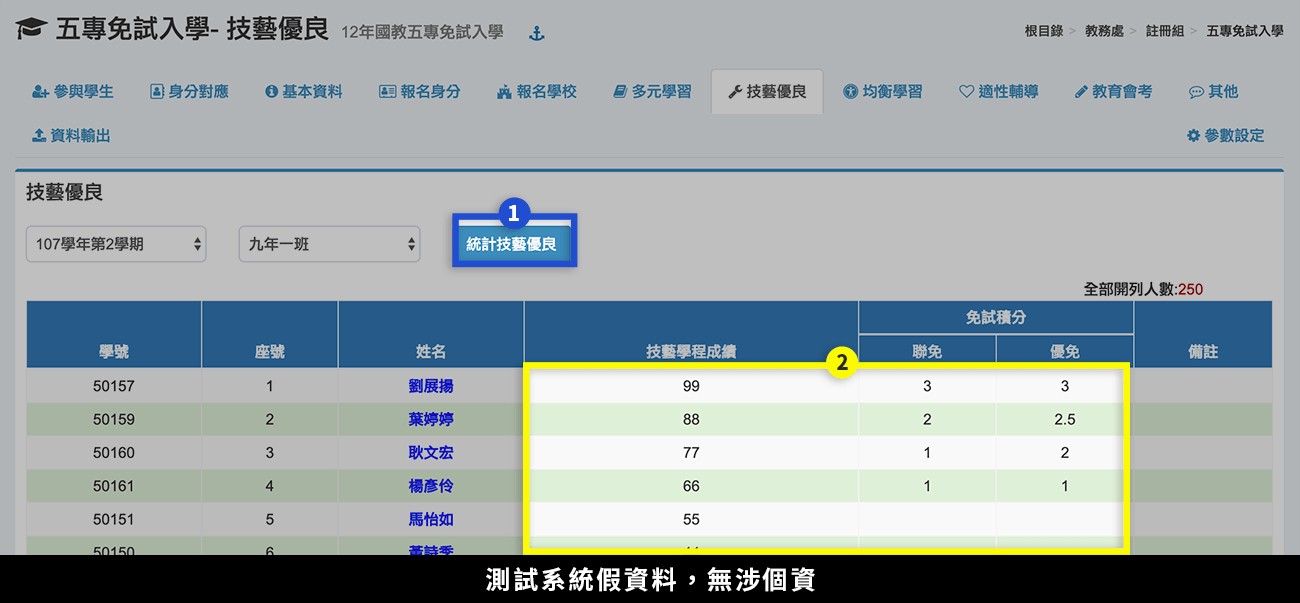 五專免試入學- 技藝優良 12年國教五專免試入學
根目錄 > 教務處 > 註冊組 > 五專免試入學
參與學生 身分對應 基本資料 報名身分 報名學校 多元學習 技藝優良 均衡學習 適性輔導 教育會考 其他
資料輸出 參數設定
技藝優良
1
107學年第2學期 九年一班 統計技藝優良
全部開列人數:250
免試積分
學號 座號 姓名 技藝學程成績 聯免 優免 備註
2
50157 1 劉展揚 99 3 3
50159 2 葉婷婷 88 2 2.5
50160 3 耿文宏 77 1 2
50161 4 楊彥伶 66 1 1
50151 5 馬怡如 55
50150 6 黃詩季
測試系統假資料，無涉個資